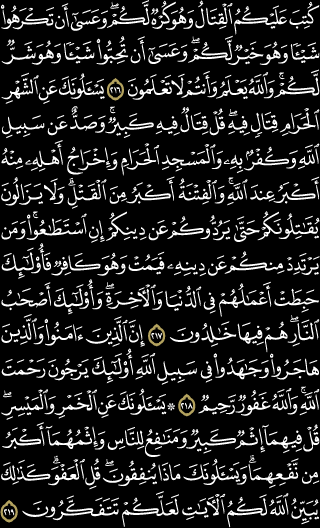 كُتِبَ عَلَيْكُمُ ٱلْقِتَالُ وَهُوَ كُرْهٌ لَّكُمْ ۖ وَعَسَىٰٓ أَن تَكْرَهُوا۟
شَيْـًٔا وَهُوَ خَيْرٌ لَّكُمْ ۖ وَعَسَىٰٓ أَن تُحِبُّوا۟ شَيْـًٔا وَهُوَ شَرٌّ
لَّكُمْ ۗ وَٱللَّهُ يَعْلَمُ وَأَنتُمْ لَا تَعْلَمُونَ ٢١٦ يَسْـَٔلُونَكَ عَنِ ٱلشَّهْرِ
ٱلْحَرَامِ قِتَالٍ فِيهِ ۖ قُلْ قِتَالٌ فِيهِ كَبِيرٌ ۖ وَصَدٌّ عَن سَبِيلِ
ٱللَّهِ وَكُفْرٌۢ بِهِۦ وَٱلْمَسْجِدِ ٱلْحَرَامِ وَإِخْرَاجُ أَهْلِهِۦ مِنْهُ
أَكْبَرُ عِندَ ٱللَّهِ ۚ وَٱلْفِتْنَةُ أَكْبَرُ مِنَ ٱلْقَتْلِ ۗ وَلَا يَزَالُونَ
يُقَـٰتِلُونَكُمْ حَتَّىٰ يَرُدُّوكُمْ عَن دِينِكُمْ إِنِ ٱسْتَطَـٰعُوا۟ ۚ وَمَن
يَرْتَدِدْ مِنكُمْ عَن دِينِهِۦ فَيَمُتْ وَهُوَ كَافِرٌ فَأُو۟لَـٰٓئِكَ
حَبِطَتْ أَعْمَـٰلُهُمْ فِى ٱلدُّنْيَا وَٱلْـَٔاخِرَةِ ۖ وَأُو۟لَـٰٓئِكَ أَصْحَـٰبُ
ٱلنَّارِ ۖ هُمْ فِيهَا خَـٰلِدُونَ ٢١٧ إِنَّ ٱلَّذِينَ ءَامَنُوا۟ وَٱلَّذِينَ
هَاجَرُوا۟ وَجَـٰهَدُوا۟ فِى سَبِيلِ ٱللَّهِ أُو۟لَـٰٓئِكَ يَرْجُونَ رَحْمَتَ
ٱللَّهِ ۚ وَٱللَّهُ غَفُورٌ رَّحِيمٌ ٢١٨ ۞ يَسْـَٔلُونَكَ عَنِ ٱلْخَمْرِ وَٱلْمَيْسِرِ ۖ
قُلْ فِيهِمَآ إِثْمٌ كَبِيرٌ وَمَنَـٰفِعُ لِلنَّاسِ وَإِثْمُهُمَآ أَكْبَرُ
مِن نَّفْعِهِمَا ۗ وَيَسْـَٔلُونَكَ مَاذَا يُنفِقُونَ قُلِ ٱلْعَفْوَ ۗ كَذَٰلِكَ
يُبَيِّنُ ٱللَّهُ لَكُمُ ٱلْـَٔايَـٰتِ لَعَلَّكُمْ تَتَفَكَّرُونَ ٢١٩